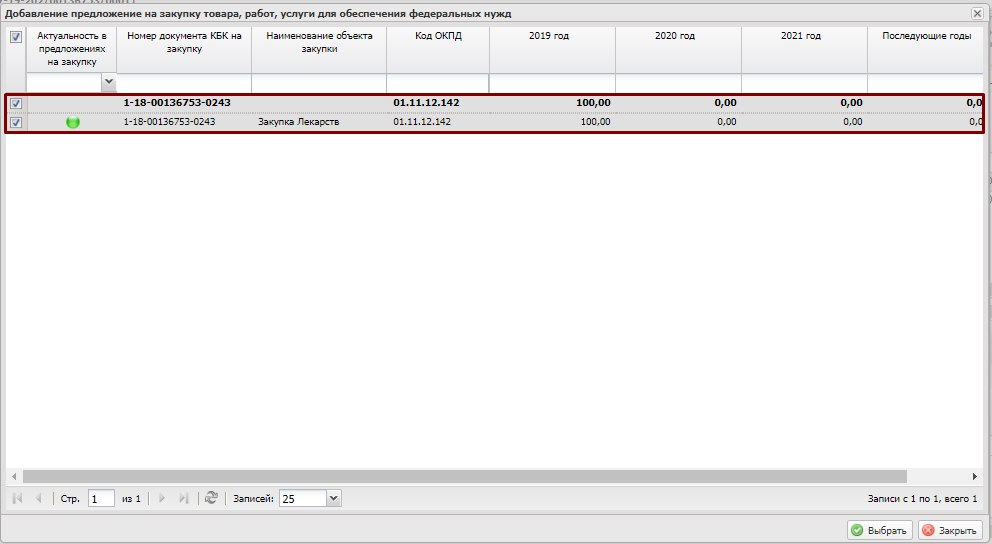 Добавление предложение на закупку товара, работ, услуги для обеспечения федеральных нужд
Актуальность в предложениях на закупку
Номер документа КБК на закупку
Наименование объекта закупки
Код ОКПД
2019 год
2020 год
2021 год
Последующие годы
1-18-00136753-0243 01.11.12.142 100,00 0,00 0,00 0,0
1-18-00136753-0243 Закупка Лекарств 01.11.12.142 100,00 0,00 0,00 0,0
Стр. 1 из 1 Записей: 25 Записи с 1 по 1, всего 1
Выбрать Закрыть